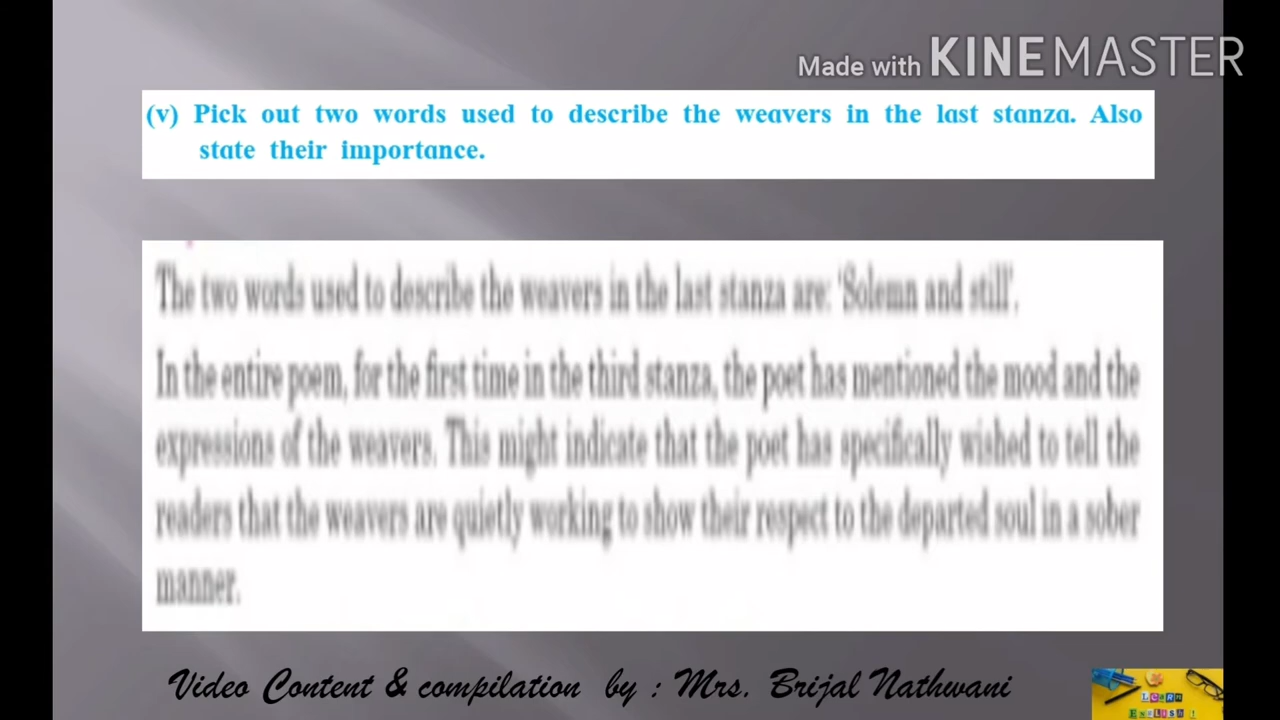 Made with KINEMASTER
(v) Pick out two words used to describe the weavers in the last stanza. Also
state their importance.
The two words used to describe the weavers in the last stanza are: 'Solemn and still'.
In the entire poem, for the first time in the third stanza, the poet has mentioned the mood and the
expressions of the weavers. This might indicate that the poet has specifically wished to tell the
readers that the weavers are quietly working to show their respect to the departed soul in a sober
manner.
Video Content & compilation by : Mrs. Brijal Nathwani
LEARN
ENGLISH !